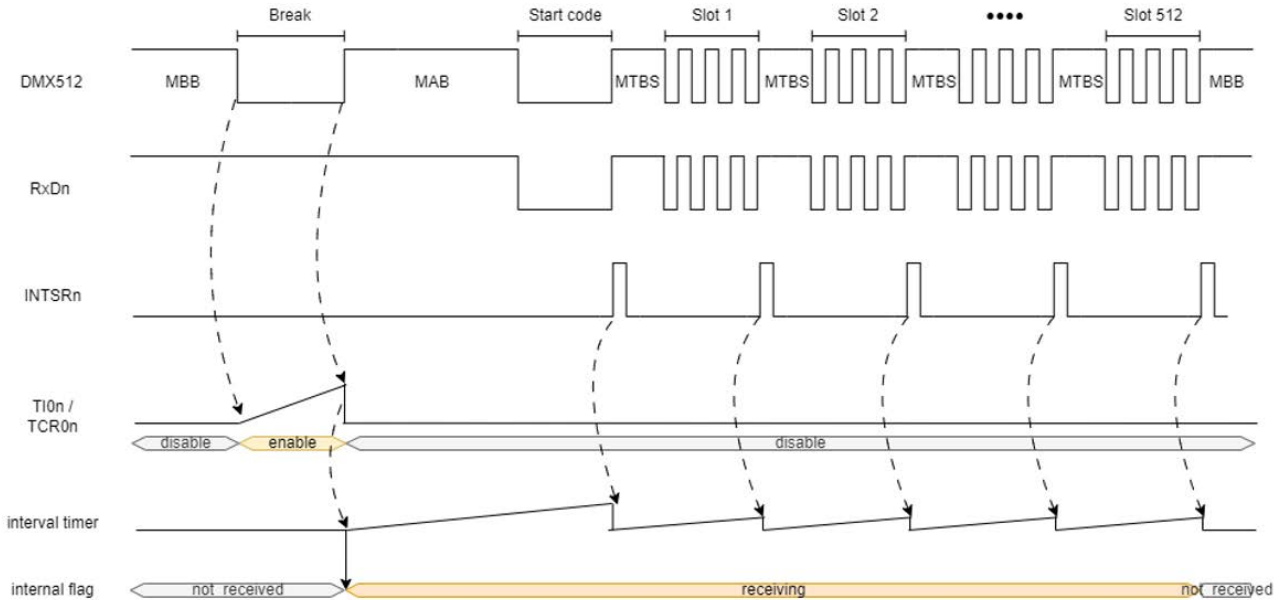 Break Start code Slot 1 Slot 2 •••• Slot 512
DMX512 MBB MAB MTBS MTBS MTBS MTBS MBB
RxDn
INTSRn
TI0n /
TCR0n
disable enable disable
interval timer
internal flag not received receiving not received